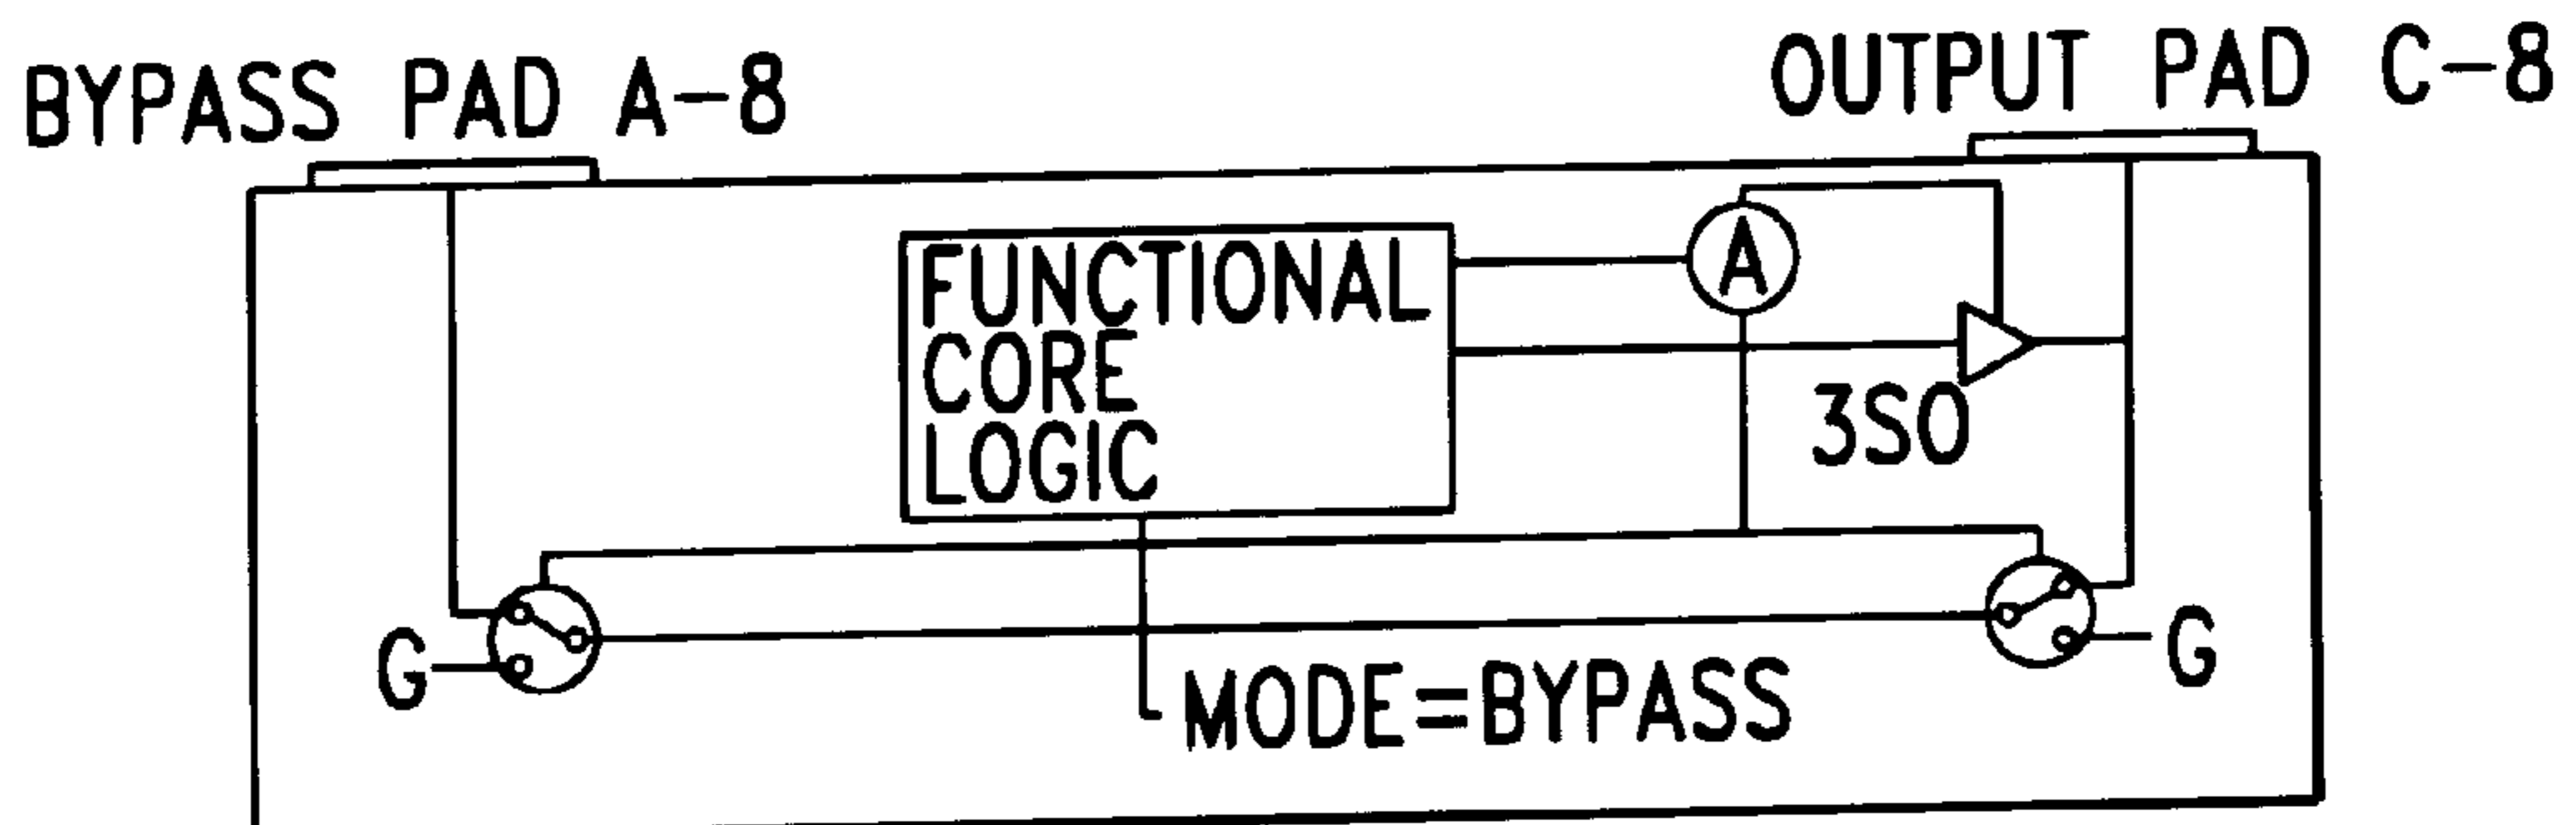 BYPASS PAD A-8
OUTPUT PAD C-8
A
FUNCTIONAL
CORE
LOGIC
3SO
G
G
MODE=BYPASS